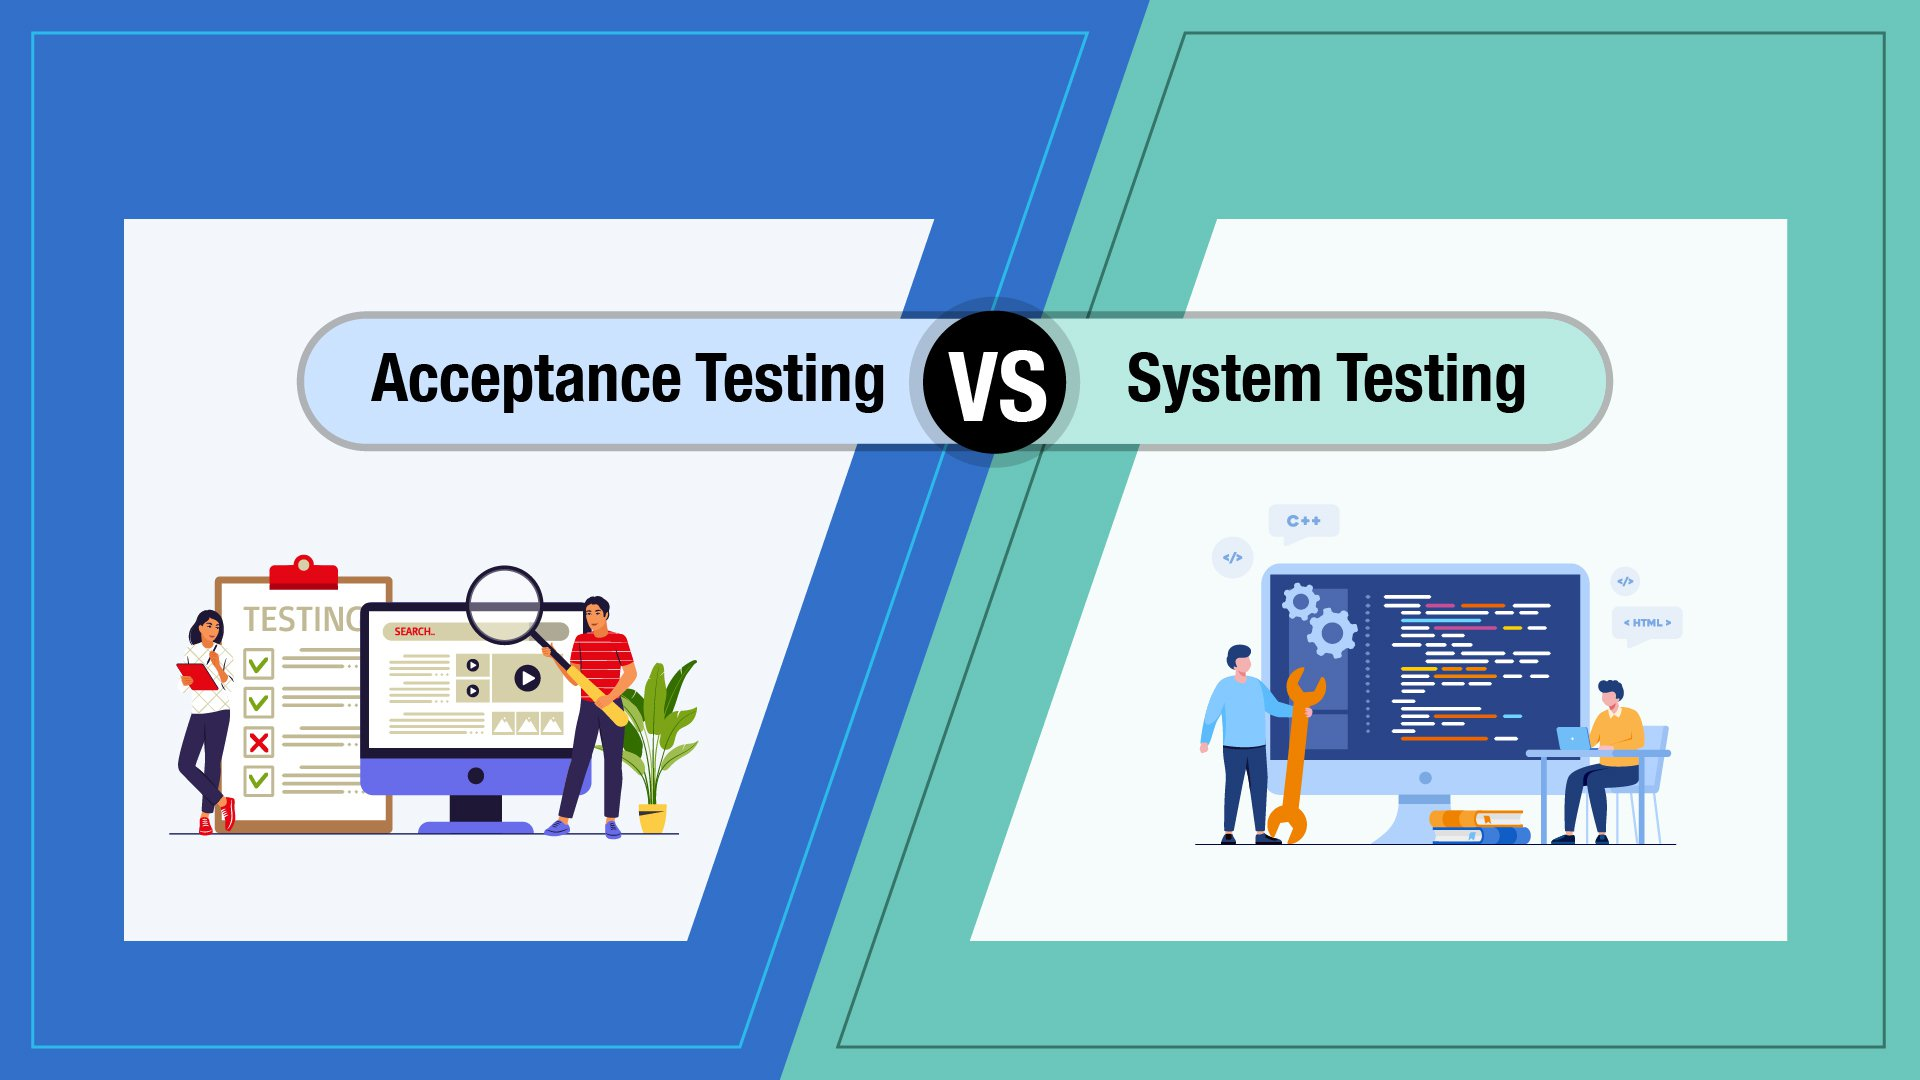 Acceptance Testing
VS
System Testing
TESTING
SEARCH..
C++
</>
</>
< HTML >